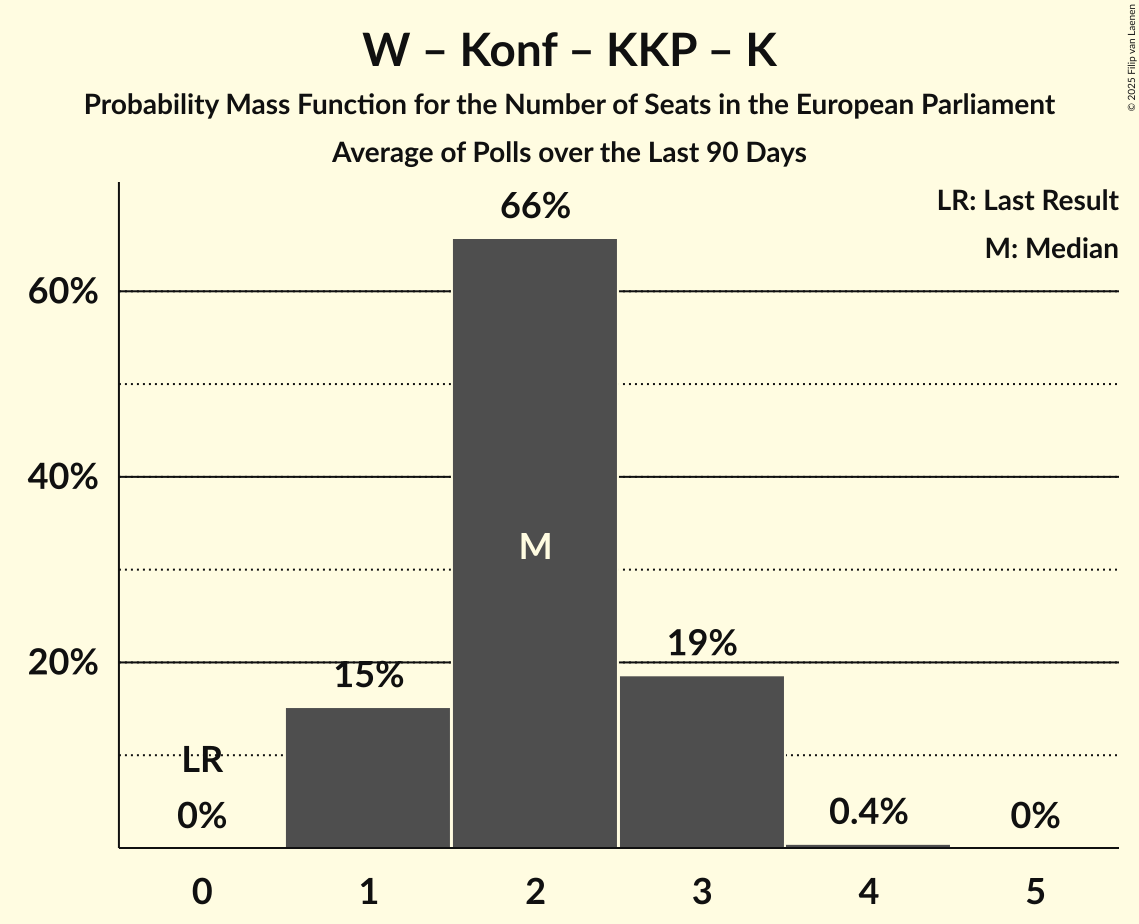 W – Konf – KKP – K
Probability Mass Function for the Number of Seats in the European Parliament
Average of Polls over the Last 90 Days
© 2025 Filip van Laenen
LR: Last Result
M: Median
66%
60%
40%
M
20%
19%
15%
LR
0%
0.4%
0%
0 1 2 3 4 5